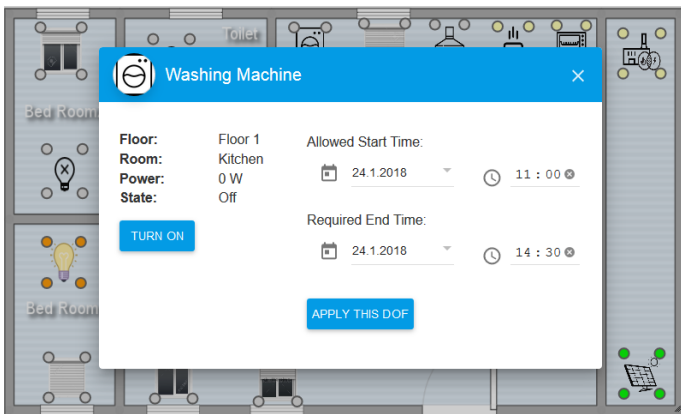 Toilet
Washing Machine
Bed Room
Floor: Floor 1
Room: Kitchen
Power: 0 W
State: Off
TURN ON
Allowed Start Time:
24.1.2018 11 : 00
Required End Time:
24.1.2018 14 : 30
APPLY THIS DOF
Bed Room